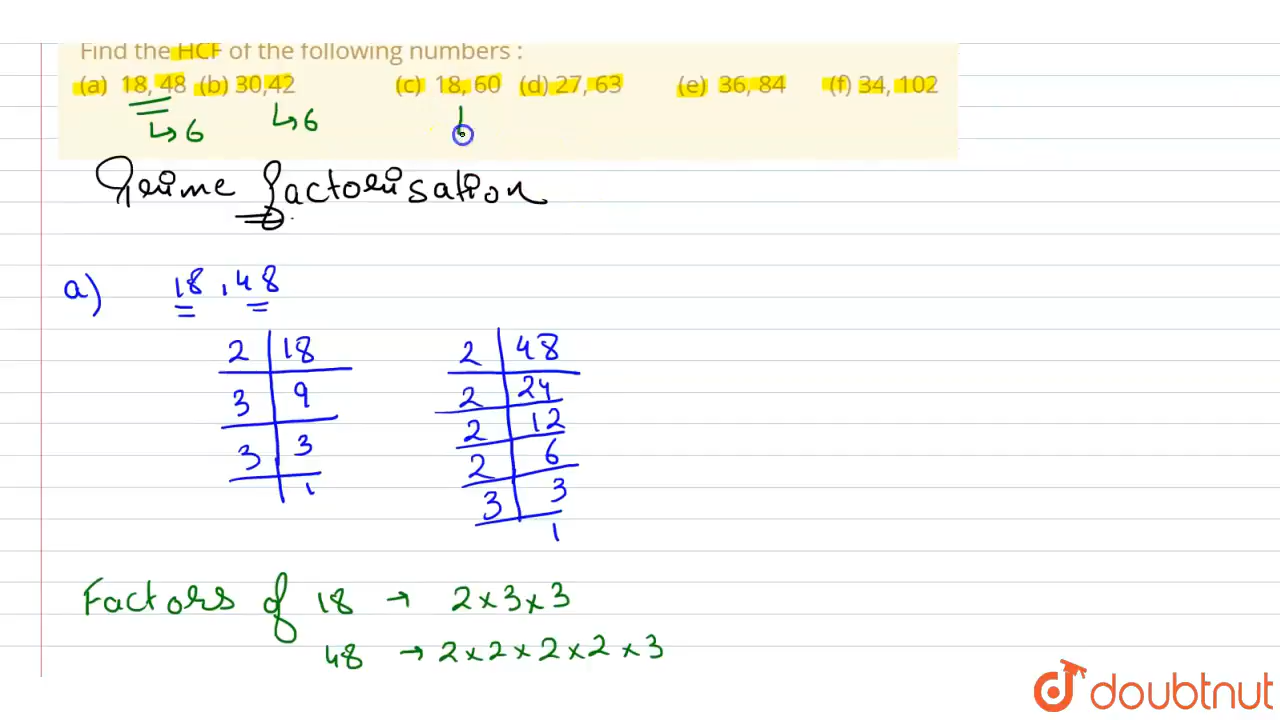 Find the HCF of the following numbers :
(a) 18, 48 (b) 30,42 (c) 18, 60 (d) 27, 63 (e) 36, 84 (f) 34, 102
↳ 6 ↳ 6
Prime factorisation
a) 18, 48
2 | 18 2 | 48
3 | 9 2 | 24
3 | 3 2 | 12
1 2 | 6
3 | 3
1
Factors of 18 → 2 × 3 × 3
48 → 2 × 2 × 2 × 2 × 3
doubtnut